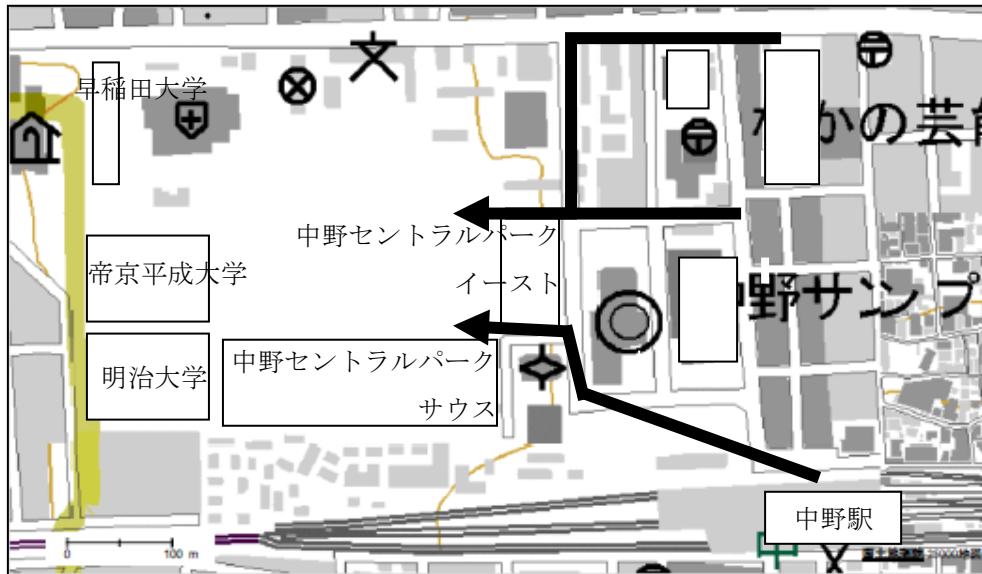 早稲田大学
かの芸
中野セントラルパーク
イースト
帝京平成大学
野サンプ
明治大学
中野セントラルパーク
サウス
中野駅
0 100 m